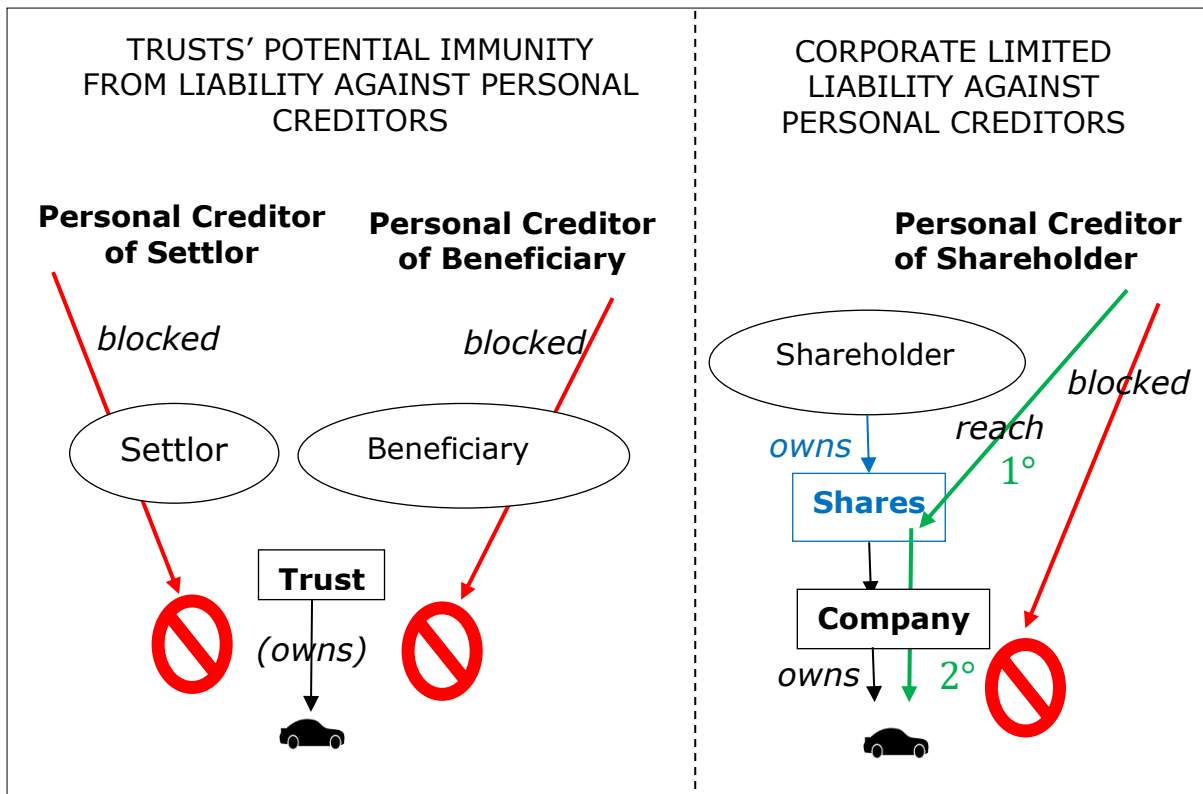 TRUSTS’ POTENTIAL IMMUNITY
FROM LIABILITY AGAINST PERSONAL
CREDITORS
Personal Creditor
of Settlor
Personal Creditor
of Beneficiary
blocked
blocked
Settlor
Beneficiary
Trust
(owns)
CORPORATE LIMITED
LIABILITY AGAINST
PERSONAL CREDITORS
Personal Creditor
of Shareholder
Shareholder
blocked
owns
reach
1°
Shares
Company
owns
2°